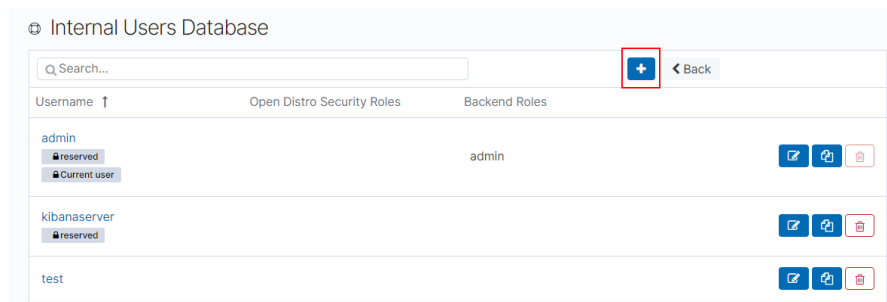 Internal Users Database
Search...
Back
Username Open Distro Security Roles Backend Roles
admin
reserved
Current user
admin
kibanaserver
reserved
test